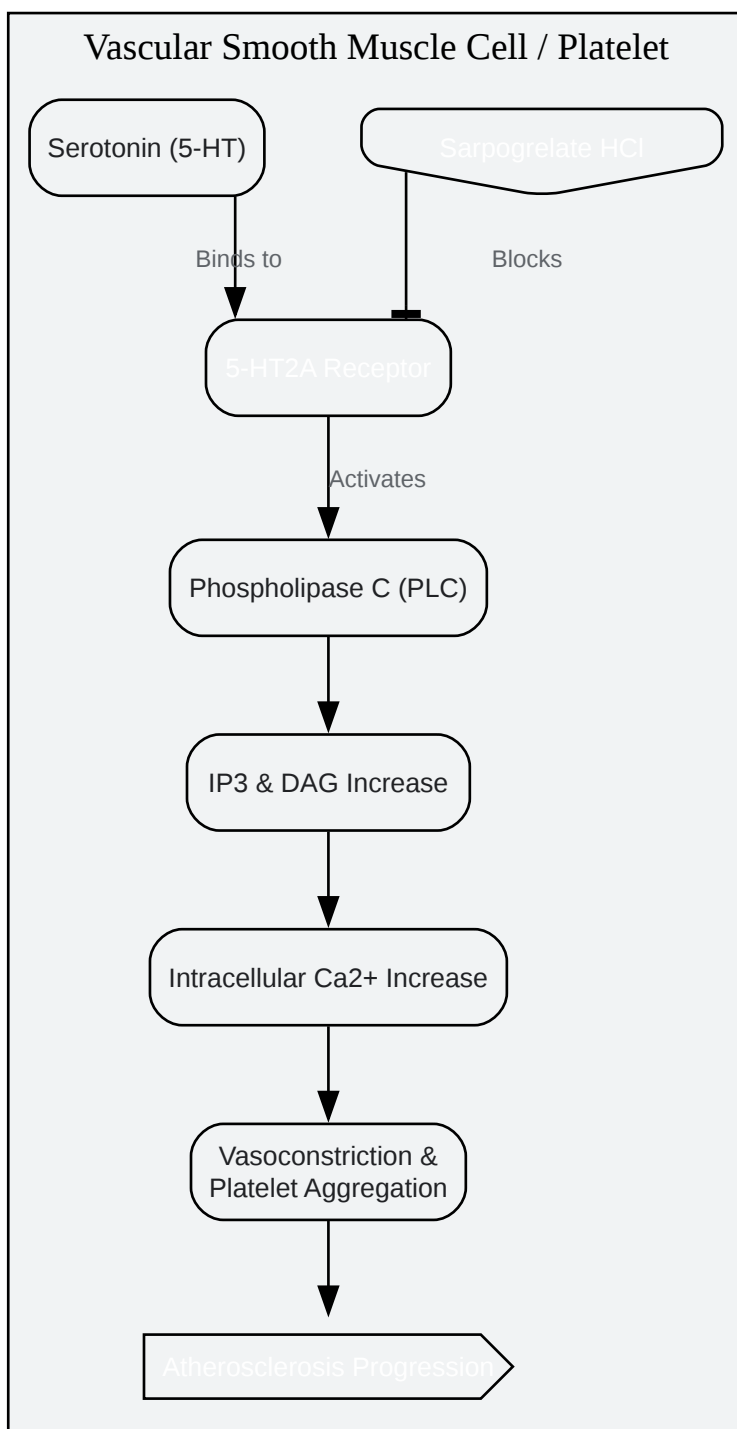 Vascular Smooth Muscle Cell / Platelet
Serotonin (5-HT)
Sarpogrelate HCl
Binds to
Blocks
5-HT2A Receptor
Activates
Phospholipase C (PLC)
IP3 & DAG Increase
Intracellular Ca2+ Increase
Vasoconstriction &
Platelet Aggregation
Atherosclerosis Progression